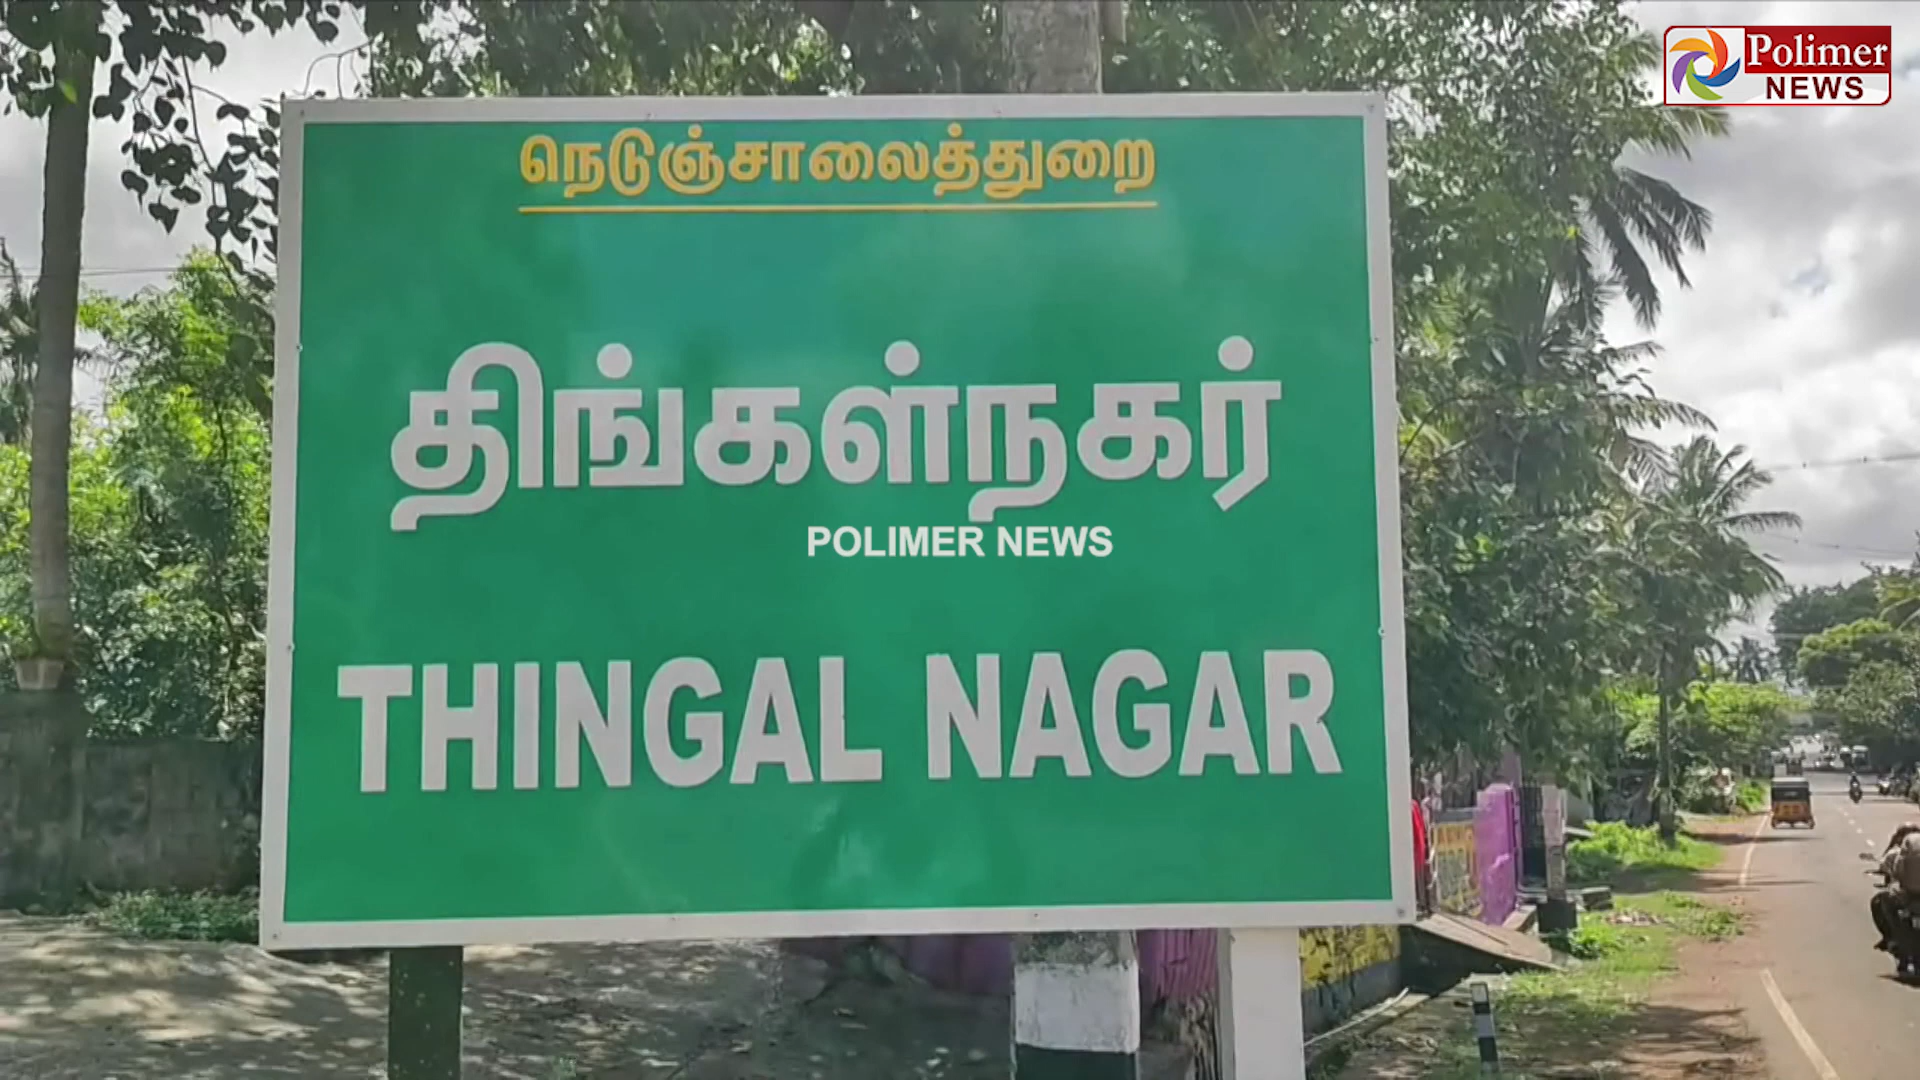 Polimer
NEWS
நெடுஞ்சாலைத்துறை
திங்கள்நகர்
POLIMER NEWS
THINGAL NAGAR